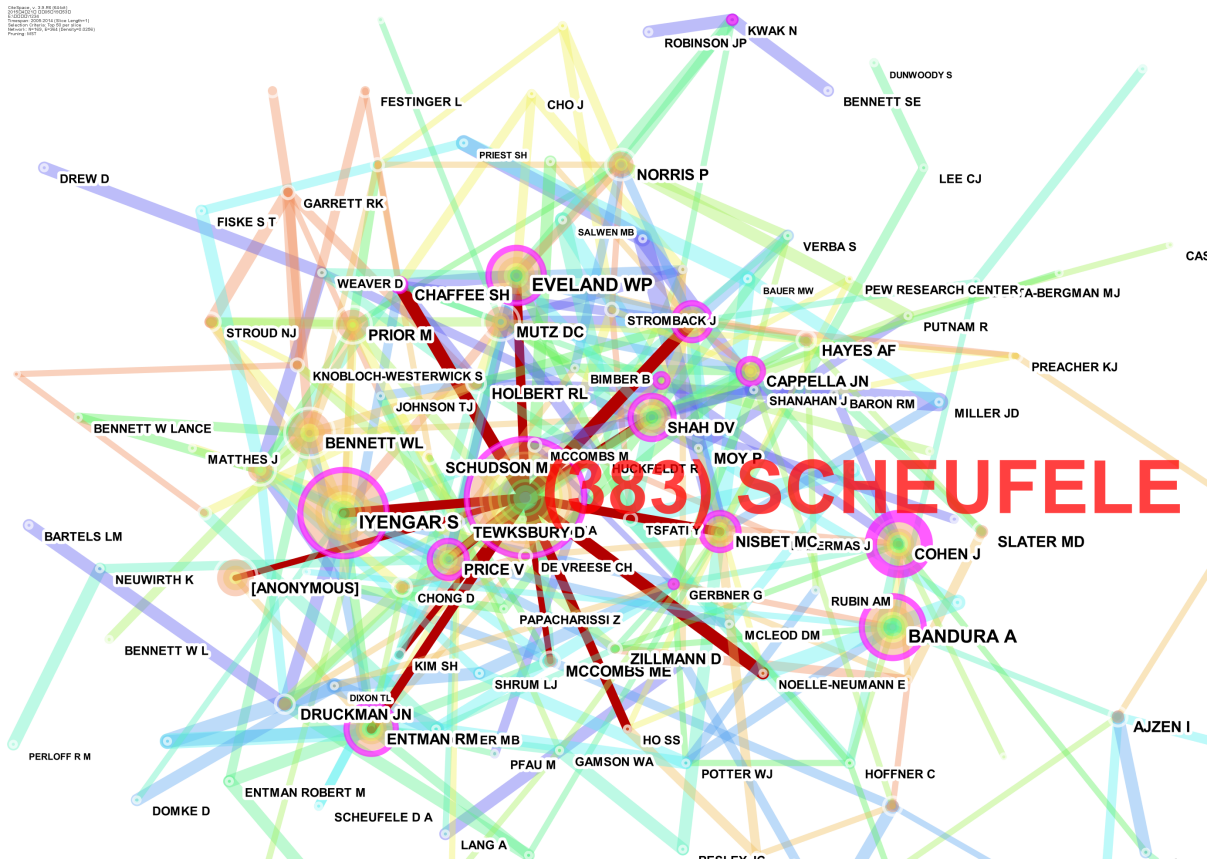 KWAK N
ROBINSON JP
DUNWOODY S
BENNETT SE
FESTINGER L
CHO J
PRIEST SH
NORRIS P
DREW D
LEE CJ
GARRETT RK
FISKE S T
SALWEN MB
VERBA S
CAS
WEAVER D
EVELAND WP
CHAFFEE SH
BAUER MW
PEW RESEARCH CENTER
A-BERGMAN MJ
STROMBACK J
PUTNAM R
STROUD NJ
PRIOR M
MUTZ DC
HAYES AF
PREACHER KJ
KNOBLOCH-WESTERWICK S
BIMBER B
CAPPELLA JN
HOLBERT RL
SHANAHAN J
BARON RM
JOHNSON TJ
MILLER JD
BENNETT W LANCE
SHAH DV
BENNETT WL
MCCOMBS M
MOY P
MATTHES J
SCHUDSON M
HUCKFELDT R
(383) SCHEUFELE
IYENGAR S
TEWKSBURY D
TSFATI Y
NISBET MC
ERMAS J
COHEN J
SLATER MD
BARTELS LM
PRICE V
DE VREESE CH
NEUWIRTH K
[ANONYMOUS]
CHONG D
GERBNER G
RUBIN AM
PAPACHARISSI Z
MCLEOD DM
BANDURA A
BENNETT W L
KIM SH
ZILLMANN D
MCCOMBS ME
SHRUM LJ
NOELLE-NEUMANN E
DIXON TL
DRUCKMAN JN
AJZEN I
ENTMAN RM
ER MB
HO SS
PERLOFF R M
PFAU M
GAMSON WA
POTTER WJ
HOFFNER C
ENTMAN ROBERT M
DOMKE D
SCHEUFELE D A
LANG A